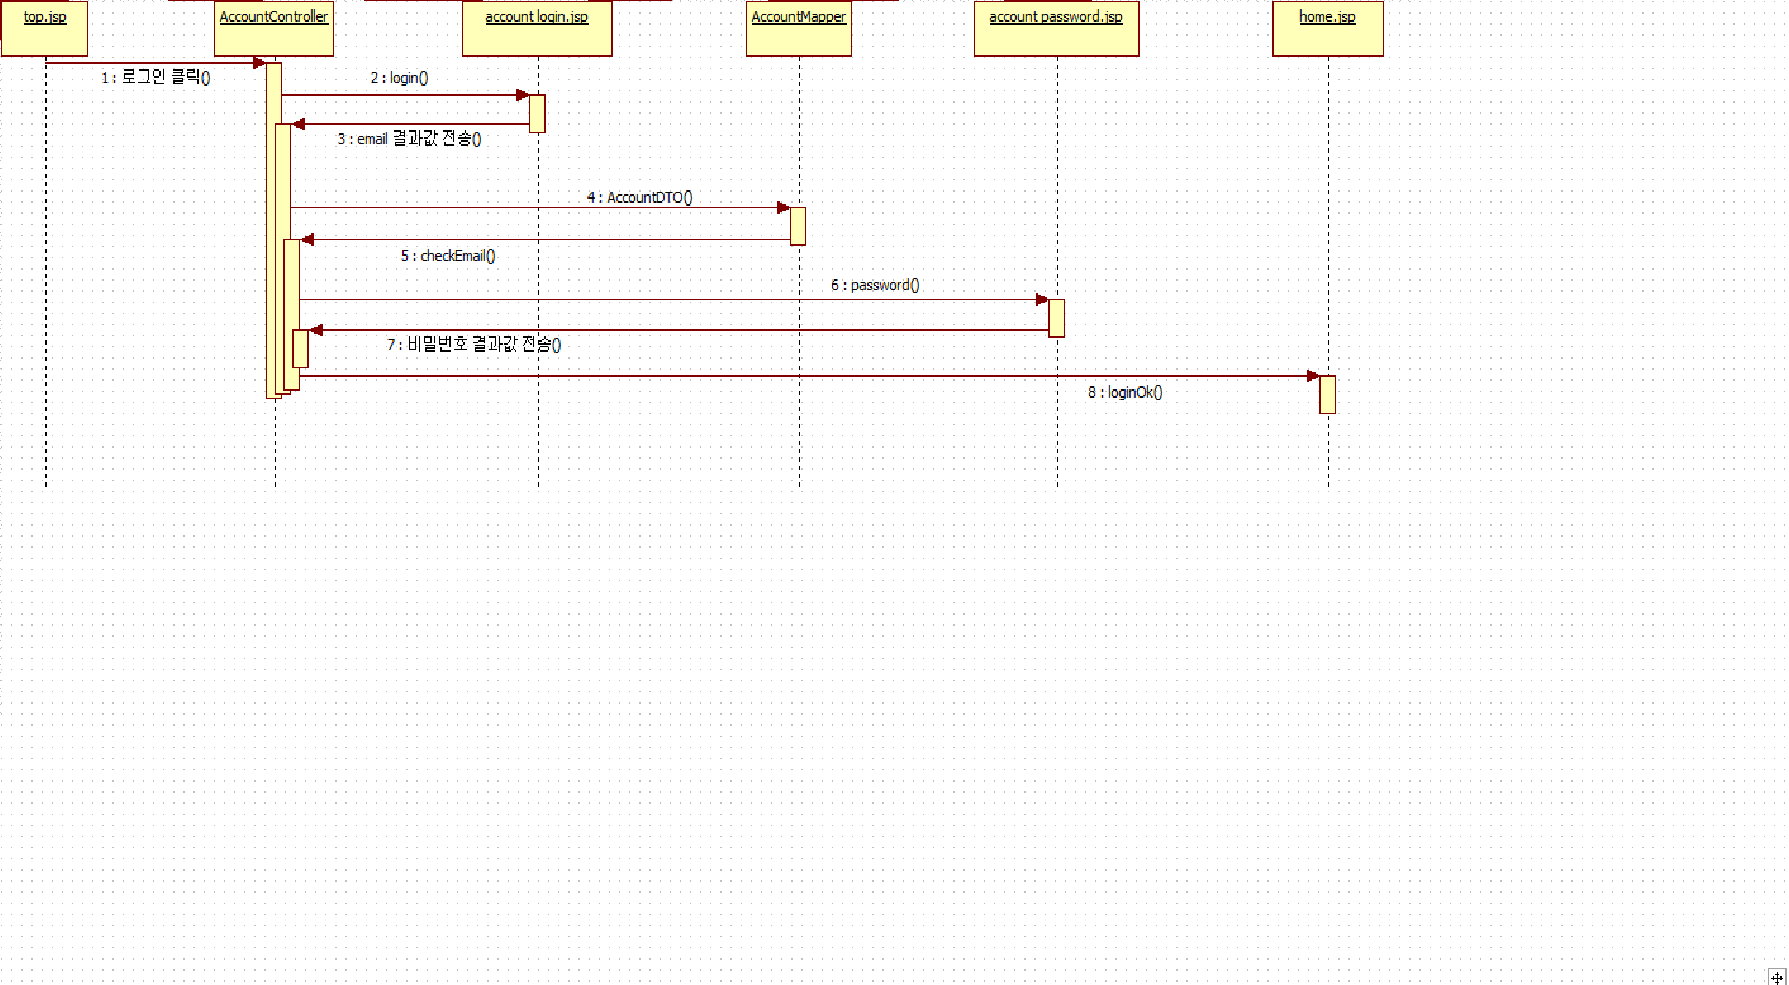 top.jsp
AccountController
account login.jsp
AccountMapper
account password.jsp
home.jsp
1 : 로그인 클릭()
2 : login()
3 : email 결과값 전송()
4 : AccountDTO()
5 : checkEmail()
6 : password()
7 : 비밀번호 결과값 전송()
8 : loginOk()